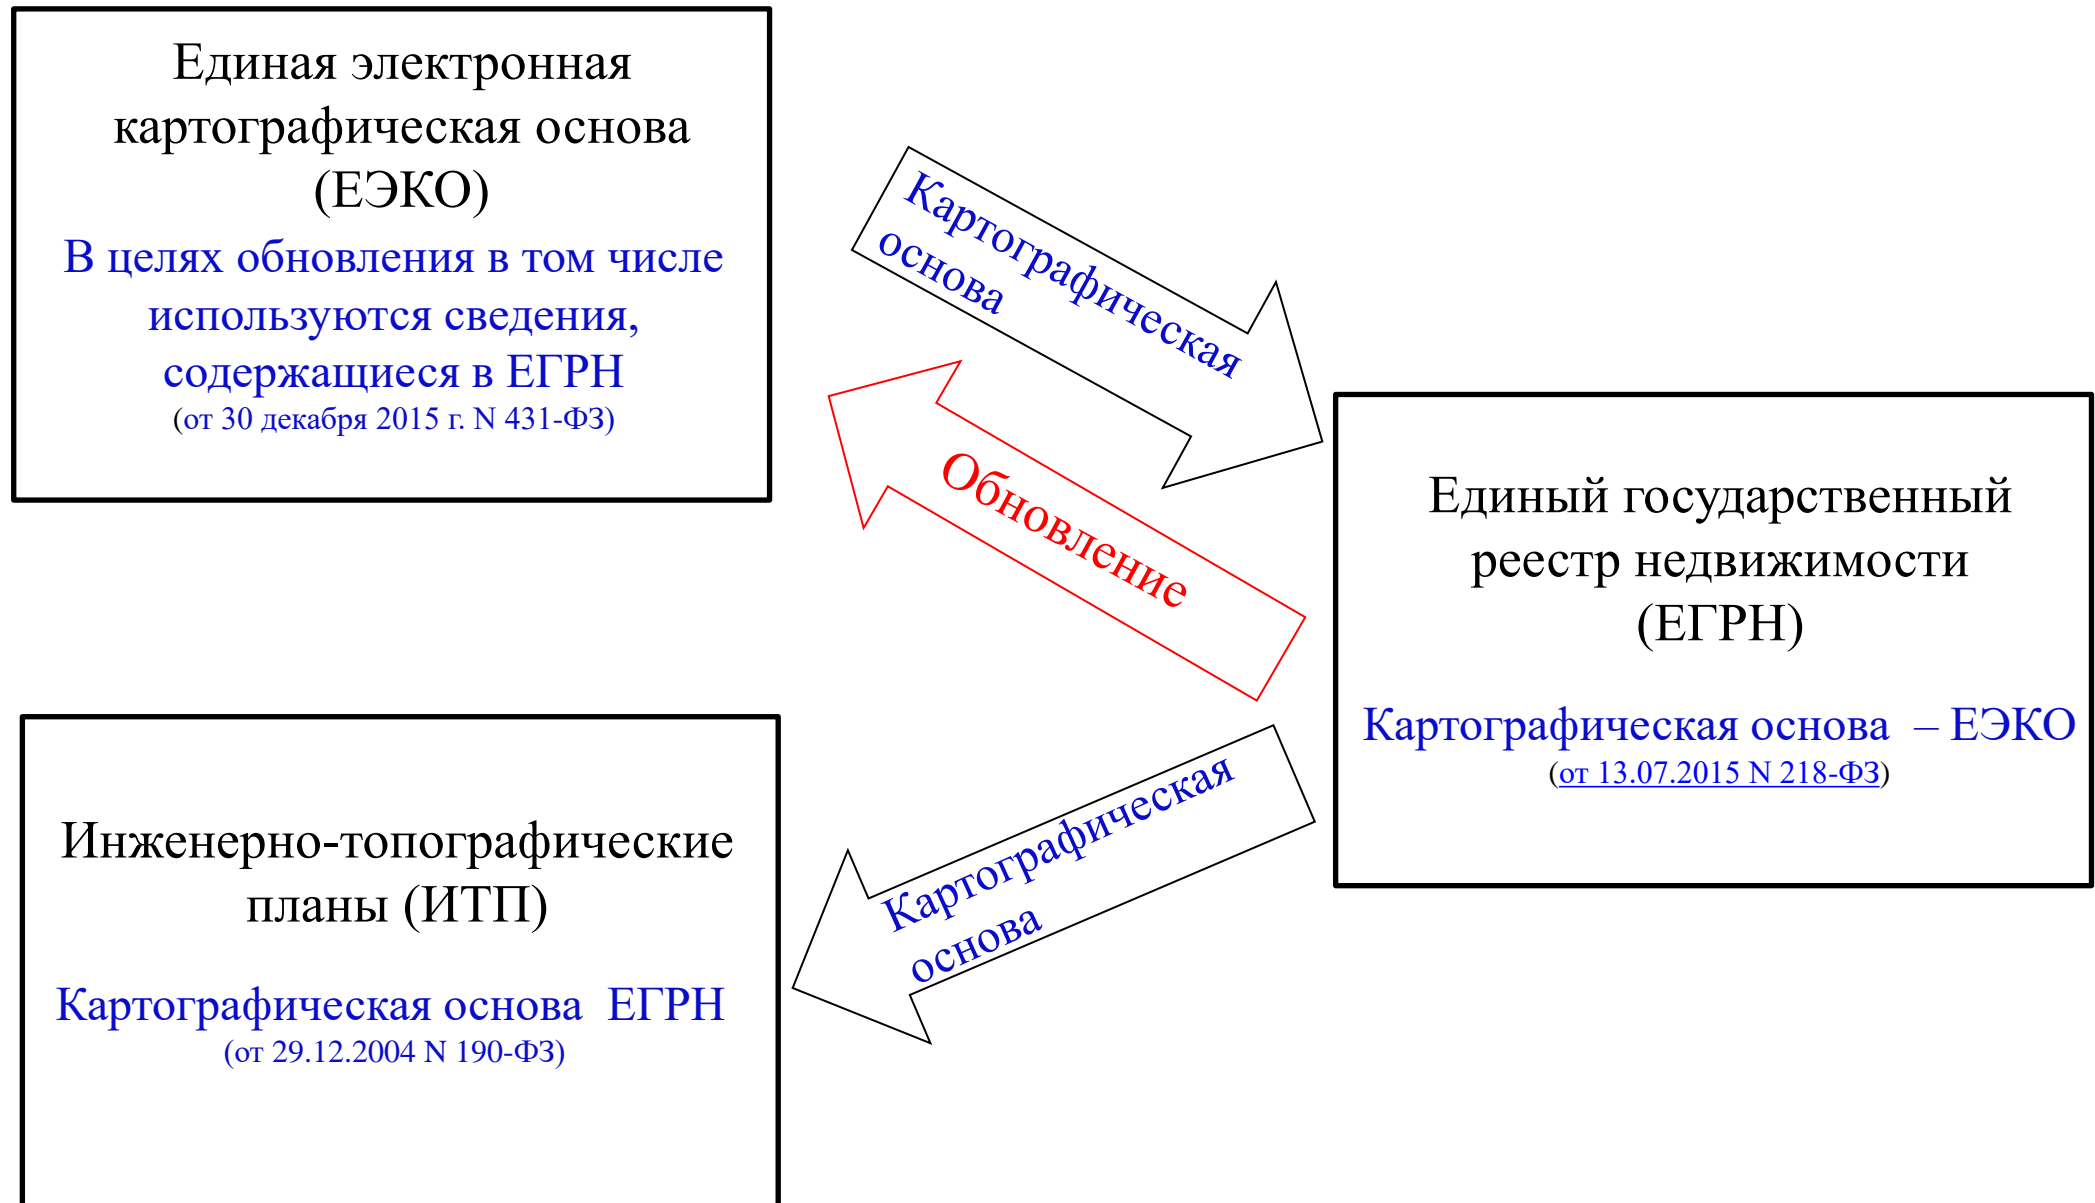 Единая электронная
картографическая основа
(ЕЭКО)
В целях обновления в том числе
используются сведения,
содержащиеся в ЕГРН
(от 30 декабря 2015 г. N 431-ФЗ)
Картографическая
основа
Обновление
Единый государственный
реестр недвижимости
(ЕГРН)
Картографическая основа – ЕЭКО
(от 13.07.2015 N 218-ФЗ)
Картографическая
основа
Инженерно-топографические
планы (ИТП)
Картографическая основа ЕГРН
(от 29.12.2004 N 190-ФЗ)